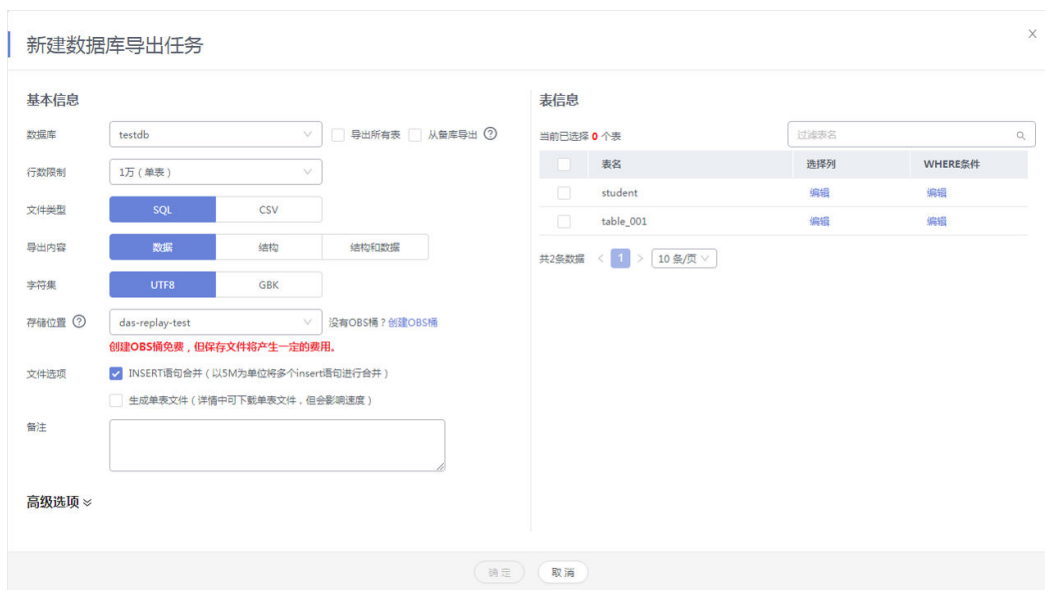 新建数据库导出任务
基本信息
数据库 testdb 导出所有表 从备库导出
行数限制 1万 ( 单表 )
文件类型 SQL CSV
导出内容 数据 结构 结构和数据
字符集 UTF8 GBK
存储位置 das-replay-test 没有OBS桶？创建OBS桶
创建OBS桶免费，但保存文件将产生一定的费用。
文件选项 INSERT语句合并 ( 以5M为单位将多个insert语句进行合并 )
生成单表文件 ( 详情中可下载单表文件，但会影响速度 )
备注
高级选项
表信息
当前已选择 0 个表 过滤表名
表名 选择列 WHERE条件
student 编辑 编辑
table_001 编辑 编辑
共2条数据 < 1 > 10 条/页
确定 取消